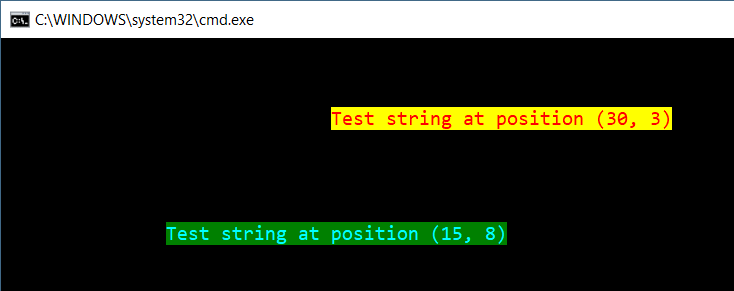 C:\WINDOWS\system32\cmd.exe
Test string at position (30, 3)
Test string at position (15, 8)